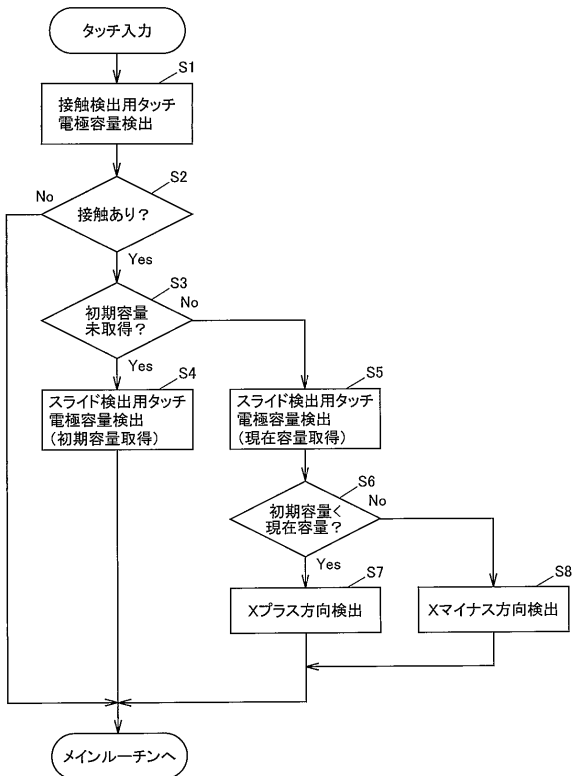 タッチ入力
S1
接触検出用タッチ
電極容量検出
S2
No
接触あり?
Yes
S3
No
初期容量
未取得?
Yes
S4
スライド検出用タッチ
電極容量検出
(初期容量取得)
S5
スライド検出用タッチ
電極容量検出
(現在容量取得)
S6
No
初期容量<
現在容量?
Yes
S7
Xプラス方向検出
S8
Xマイナス方向検出
メインルーチンへ